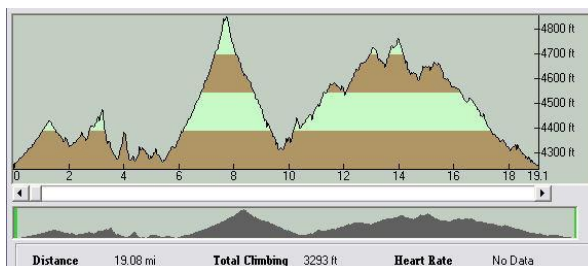 4800 ft
4700 ft
4600 ft
4500 ft
4400 ft
4300 ft
0 2 4 6 8 10 12 14 16 18 19.1
Distance 19.08 mi Total Climbing 3293 ft Heart Rate No Data